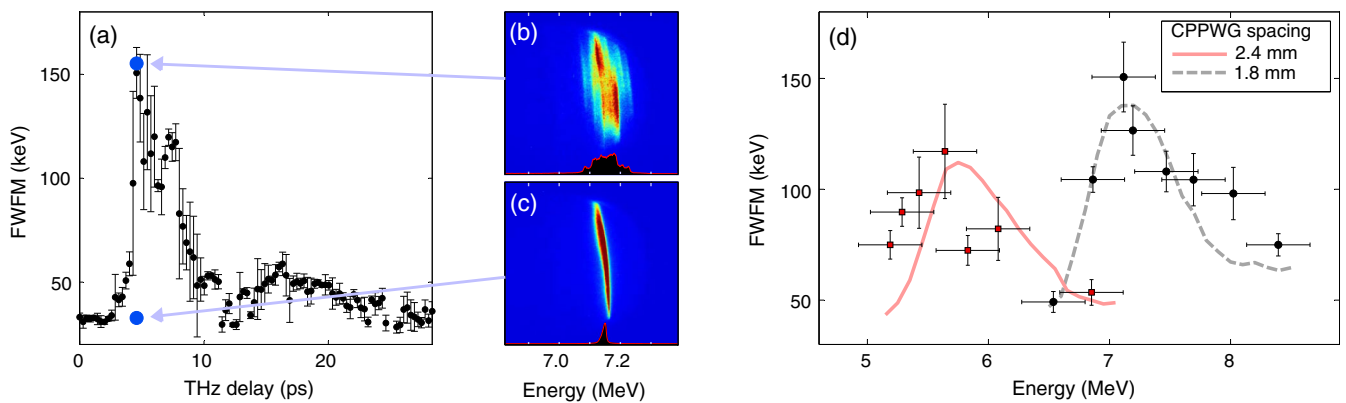 (a)
FWFM (keV)
150
100
50
0
10
20
THz delay (ps)
(b)
(c)
7.0
7.2
Energy (MeV)
(d)
FWFM (keV)
150
100
50
5
6
7
8
Energy (MeV)
CPPWG spacing
2.4 mm
1.8 mm